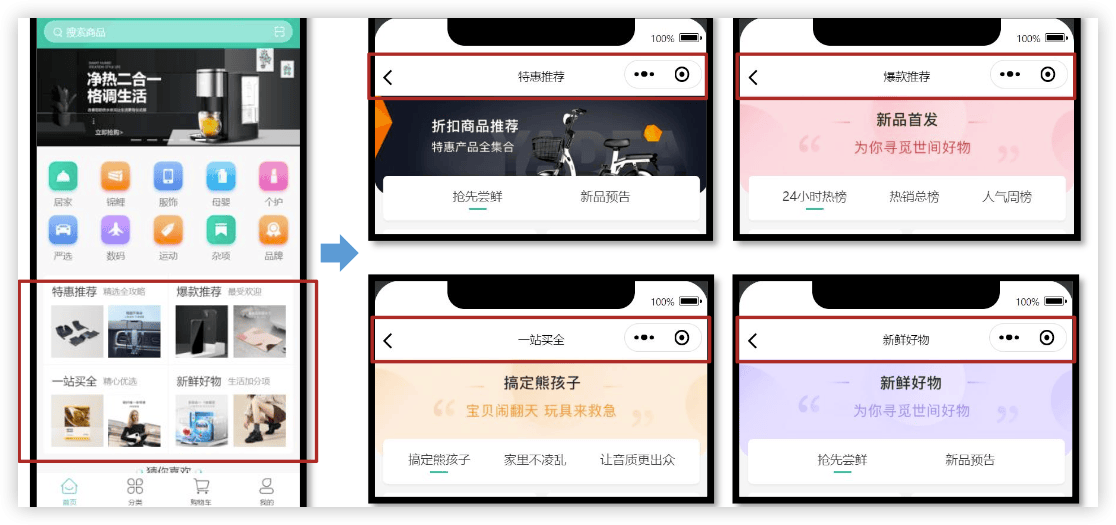 搜索商品
净热二合一
格调生活
立即抢购>
居家
锦鲤
服饰
母婴
个护
严选
数码
运动
杂项
品牌
特惠推荐 精选全攻略
爆款推荐 最受欢迎
一站买全 精心优选
新鲜好物 生活加分项
猜你喜欢
首页
分类
购物车
我的
100%
特惠推荐
折扣商品推荐
特惠产品全集合
YADEA
抢先尝鲜
新品预告
100%
爆款推荐
新品首发
为你寻觅世间好物
24小时热榜
热销总榜
人气周榜
100%
一站买全
搞定熊孩子
宝贝闹翻天 玩具来救急
搞定熊孩子
家里不凌乱
让音质更出众
100%
新鲜好物
新鲜好物
为你寻觅世间好物
抢先尝鲜
新品预告